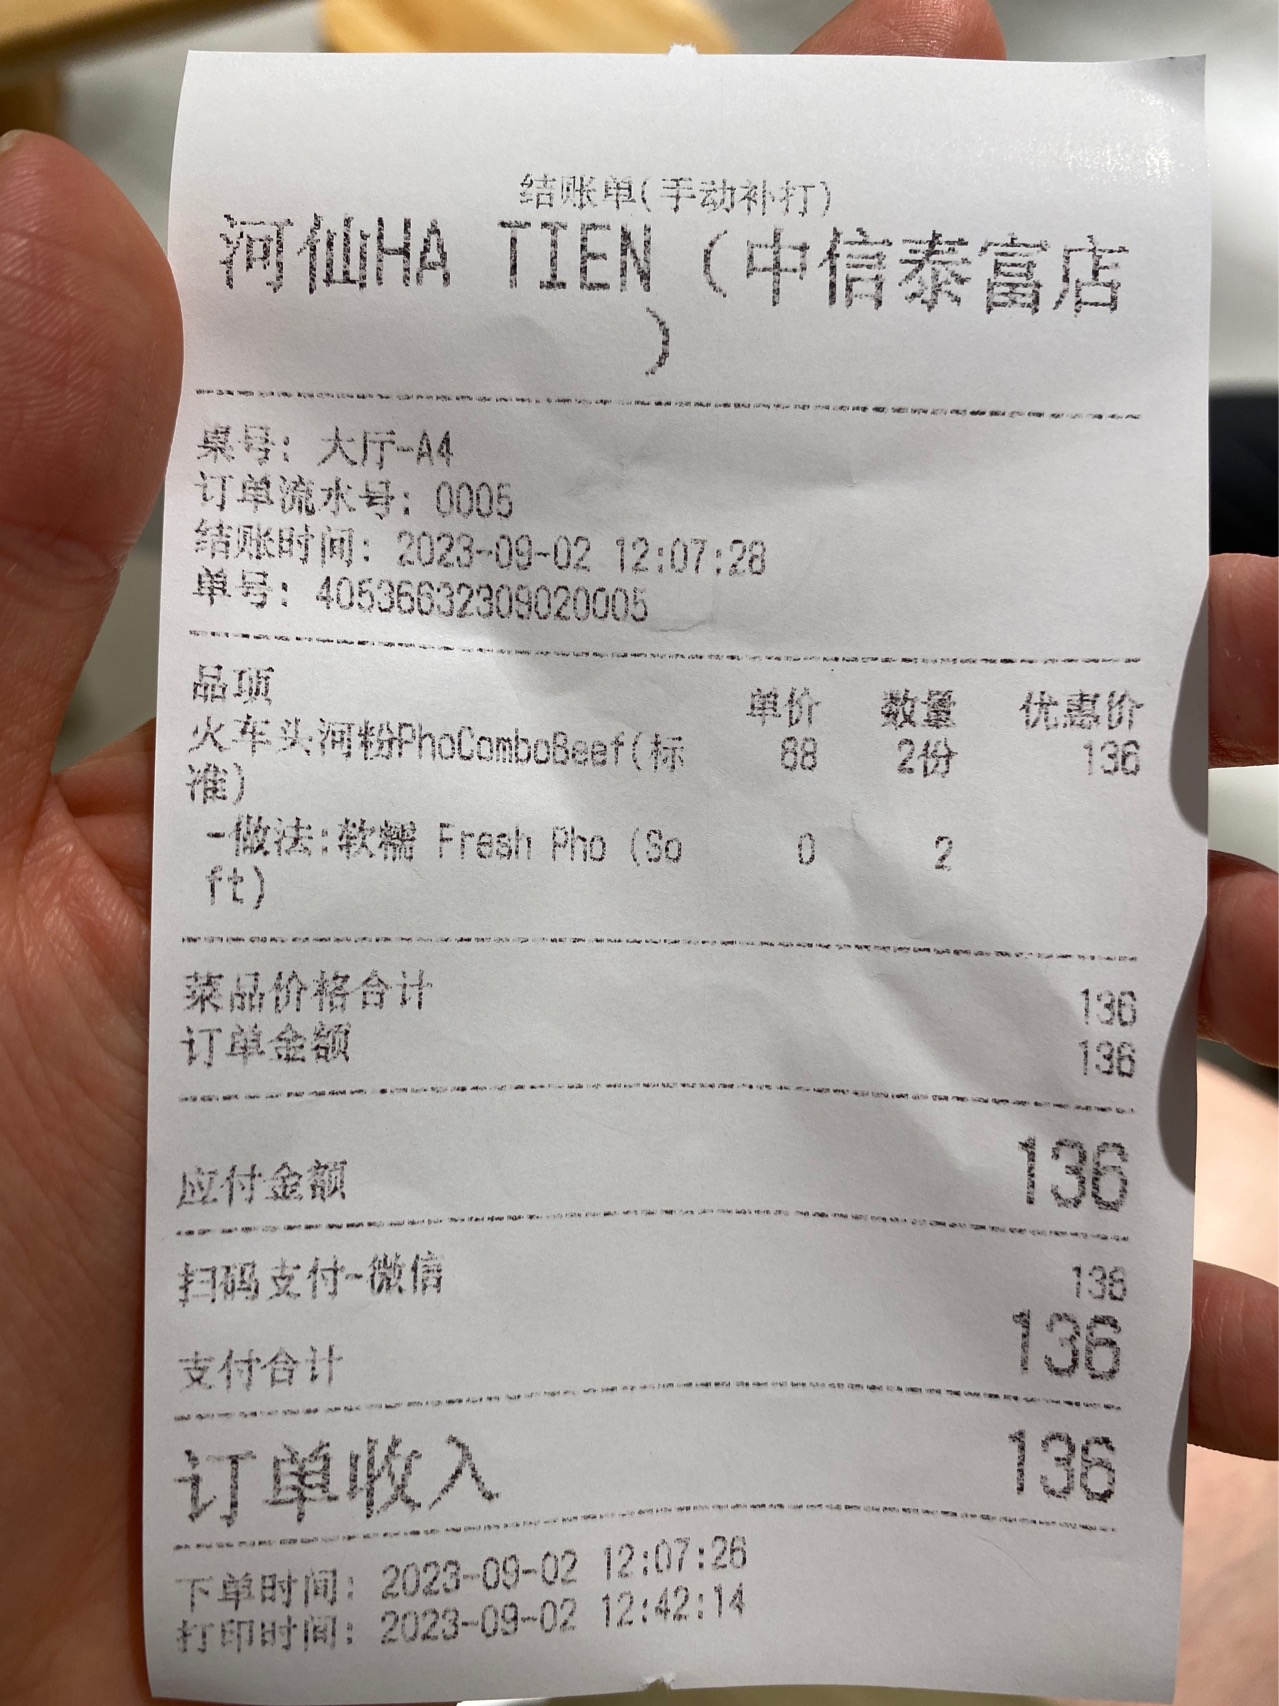 结账单(手动补打)
河仙HA TIEN（中信泰富店
）
桌号: 大厅-A4
订单流水号: 0005
结账时间: 2023-09-02 12:07:28
单号: 40536632309020005
品项 单价 数量 优惠价
火车头河粉PhoComboBeef(标 68 2份 136
准)
-做法:软糯 Fresh Pho (So 0 2
ft)
菜品价格合计 136
订单金额 136
应付金额 136
扫码支付-微信 136
支付合计 136
订单收入 136
下单时间: 2023-09-02 12:07:26
打印时间: 2023-09-02 12:42:14